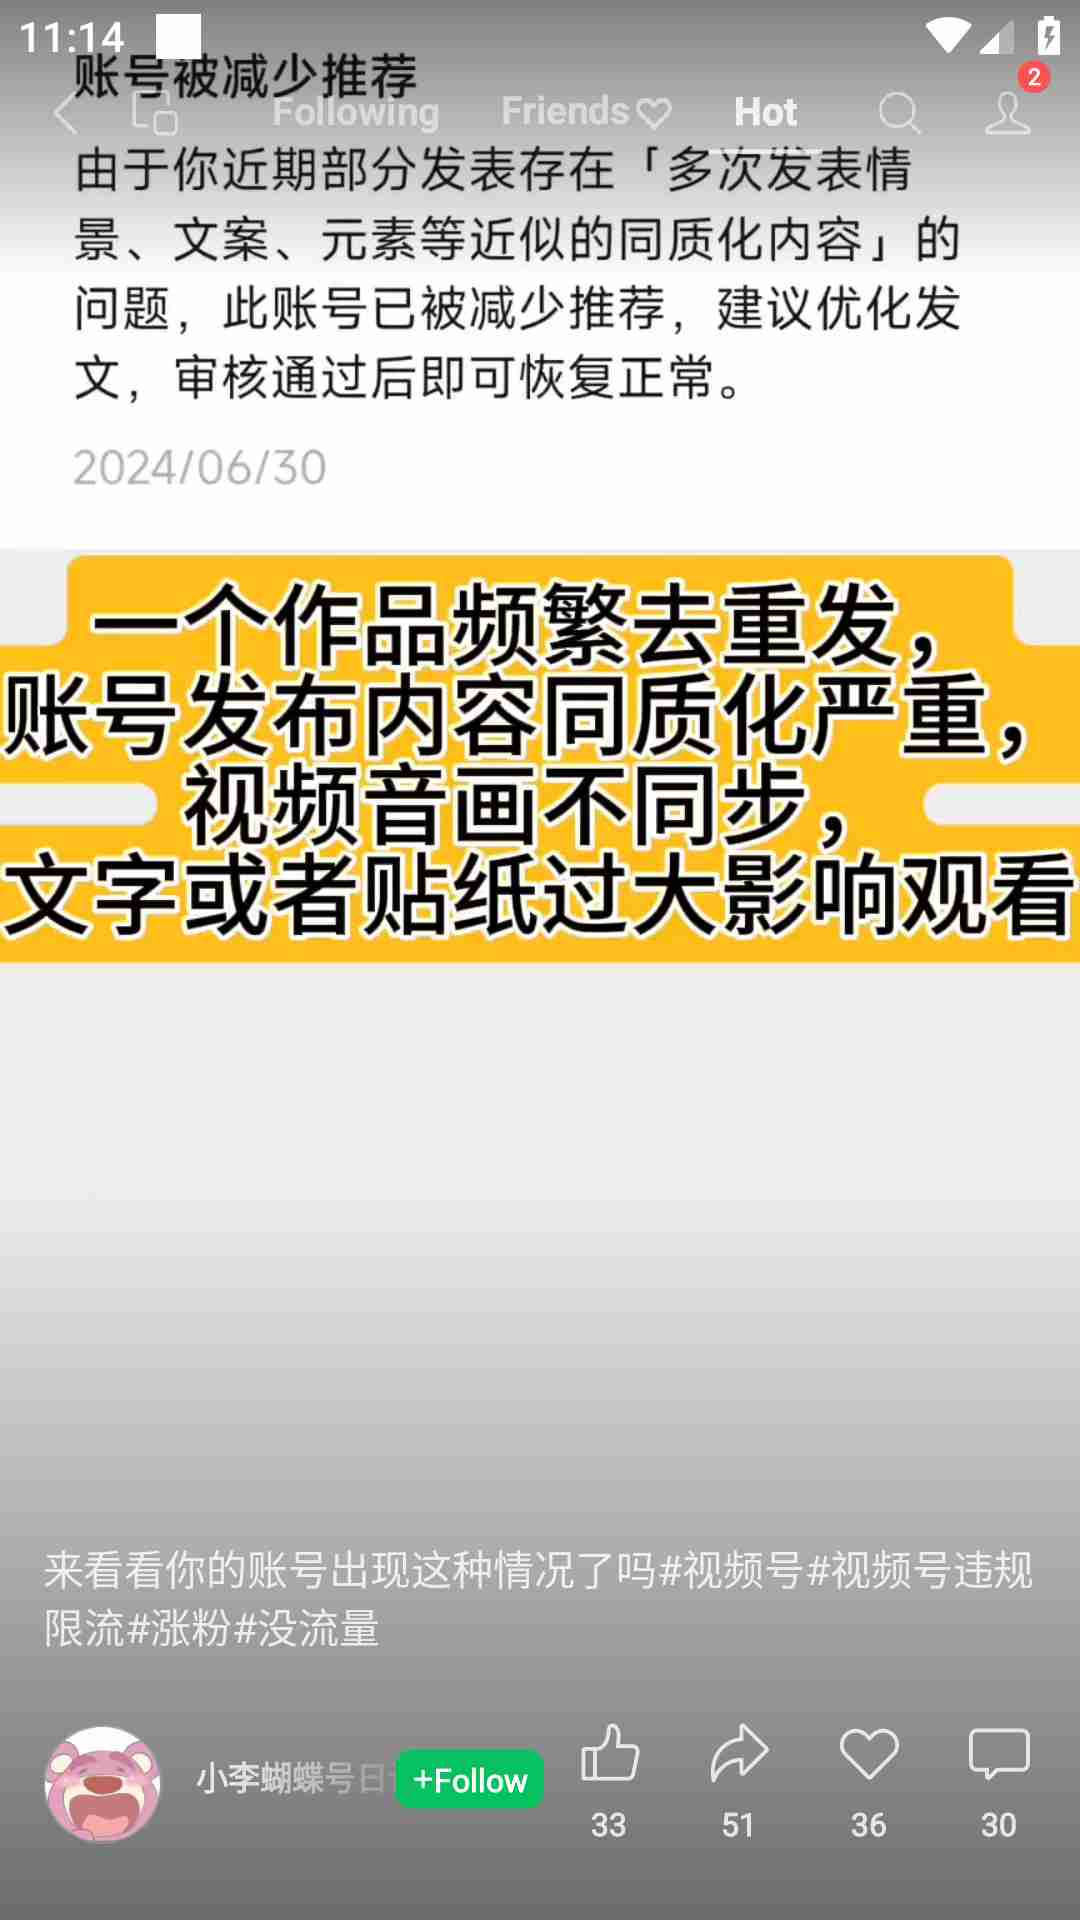 11:14
账号被减少推荐
2
Following
Friends
Hot
由于你近期部分发表存在「多次发表情
景、文案、元素等近似的同质化内容」的
问题，此账号已被减少推荐，建议优化发
文，审核通过后即可恢复正常。
2024/06/30
一个作品频繁去重发，
账号发布内容同质化严重，
视频音画不同步，
文字或者贴纸过大影响观看
来看看你的账号出现这种情况了吗#视频号#视频号违规
限流#涨粉#没流量
小李蝴蝶号日
+Follow
33
51
36
30